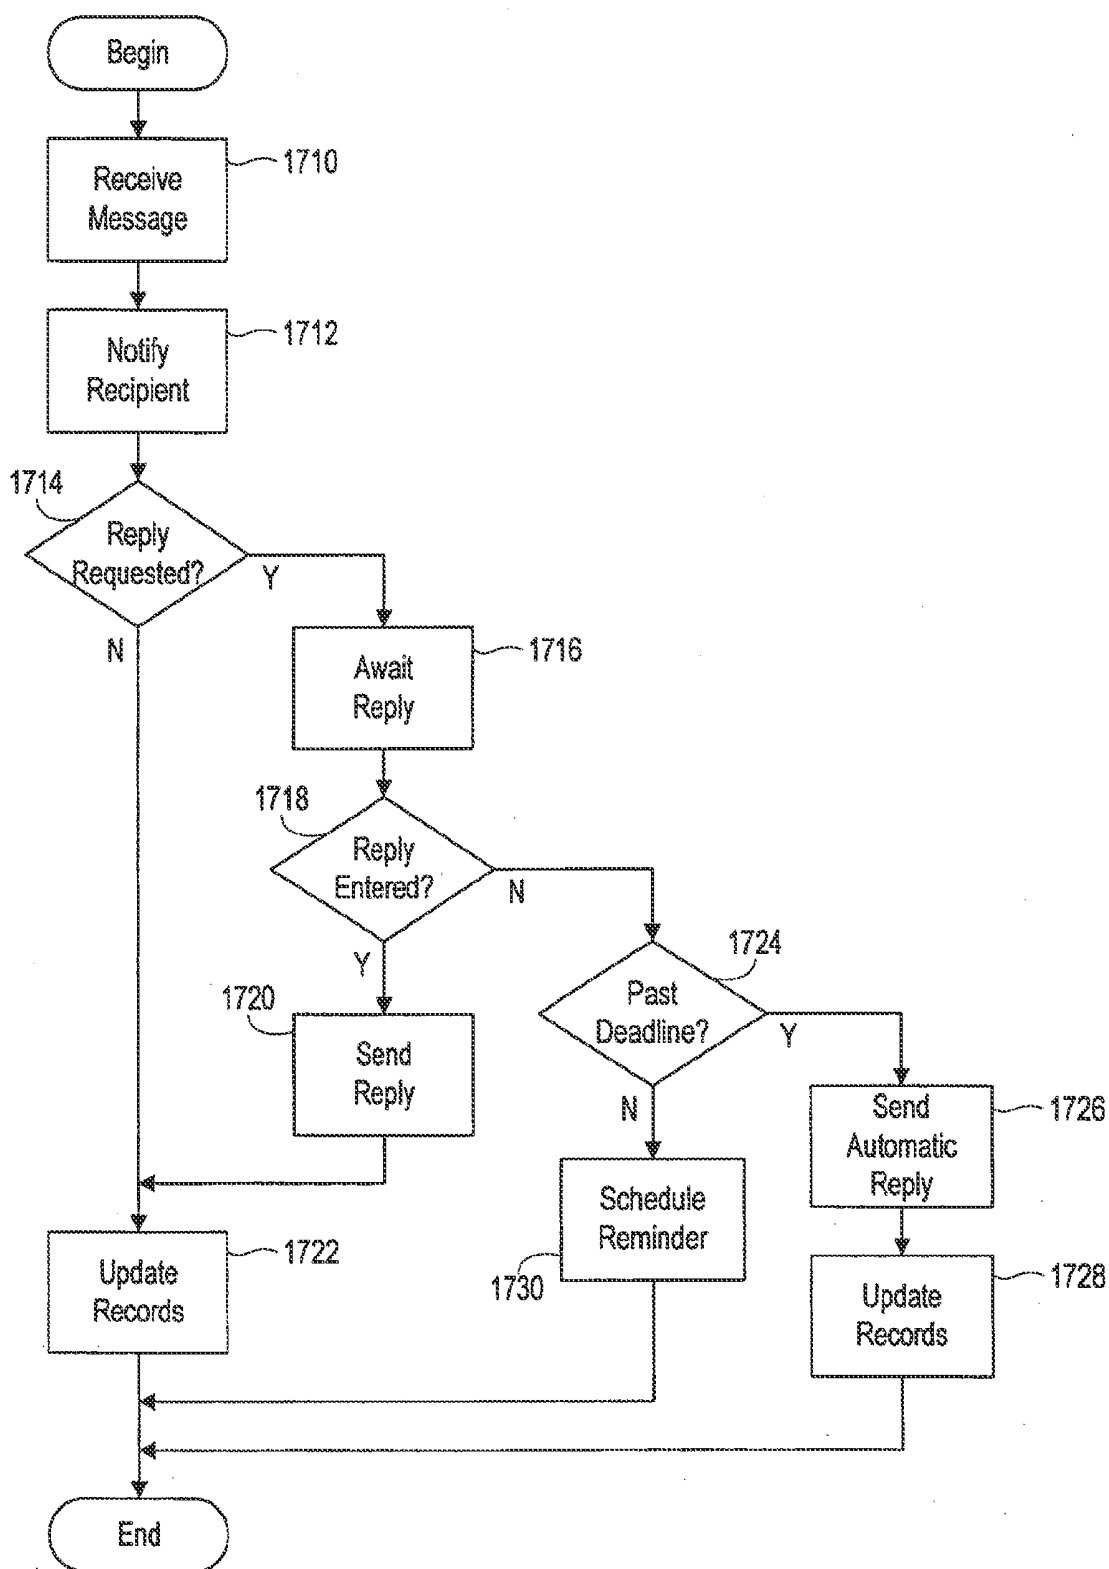 Begin
1710
Receive
Message
1712
Notify
Recipient
1714
Reply
Requested?
Y
N
1716
Await
Reply
1718
Reply
Entered?
N
Y
1724
Past
Deadline?
Y
N
1720
Send
Reply
1726
Send
Automatic
Reply
1730
Schedule
Reminder
1722
Update
Records
1728
Update
Records
End